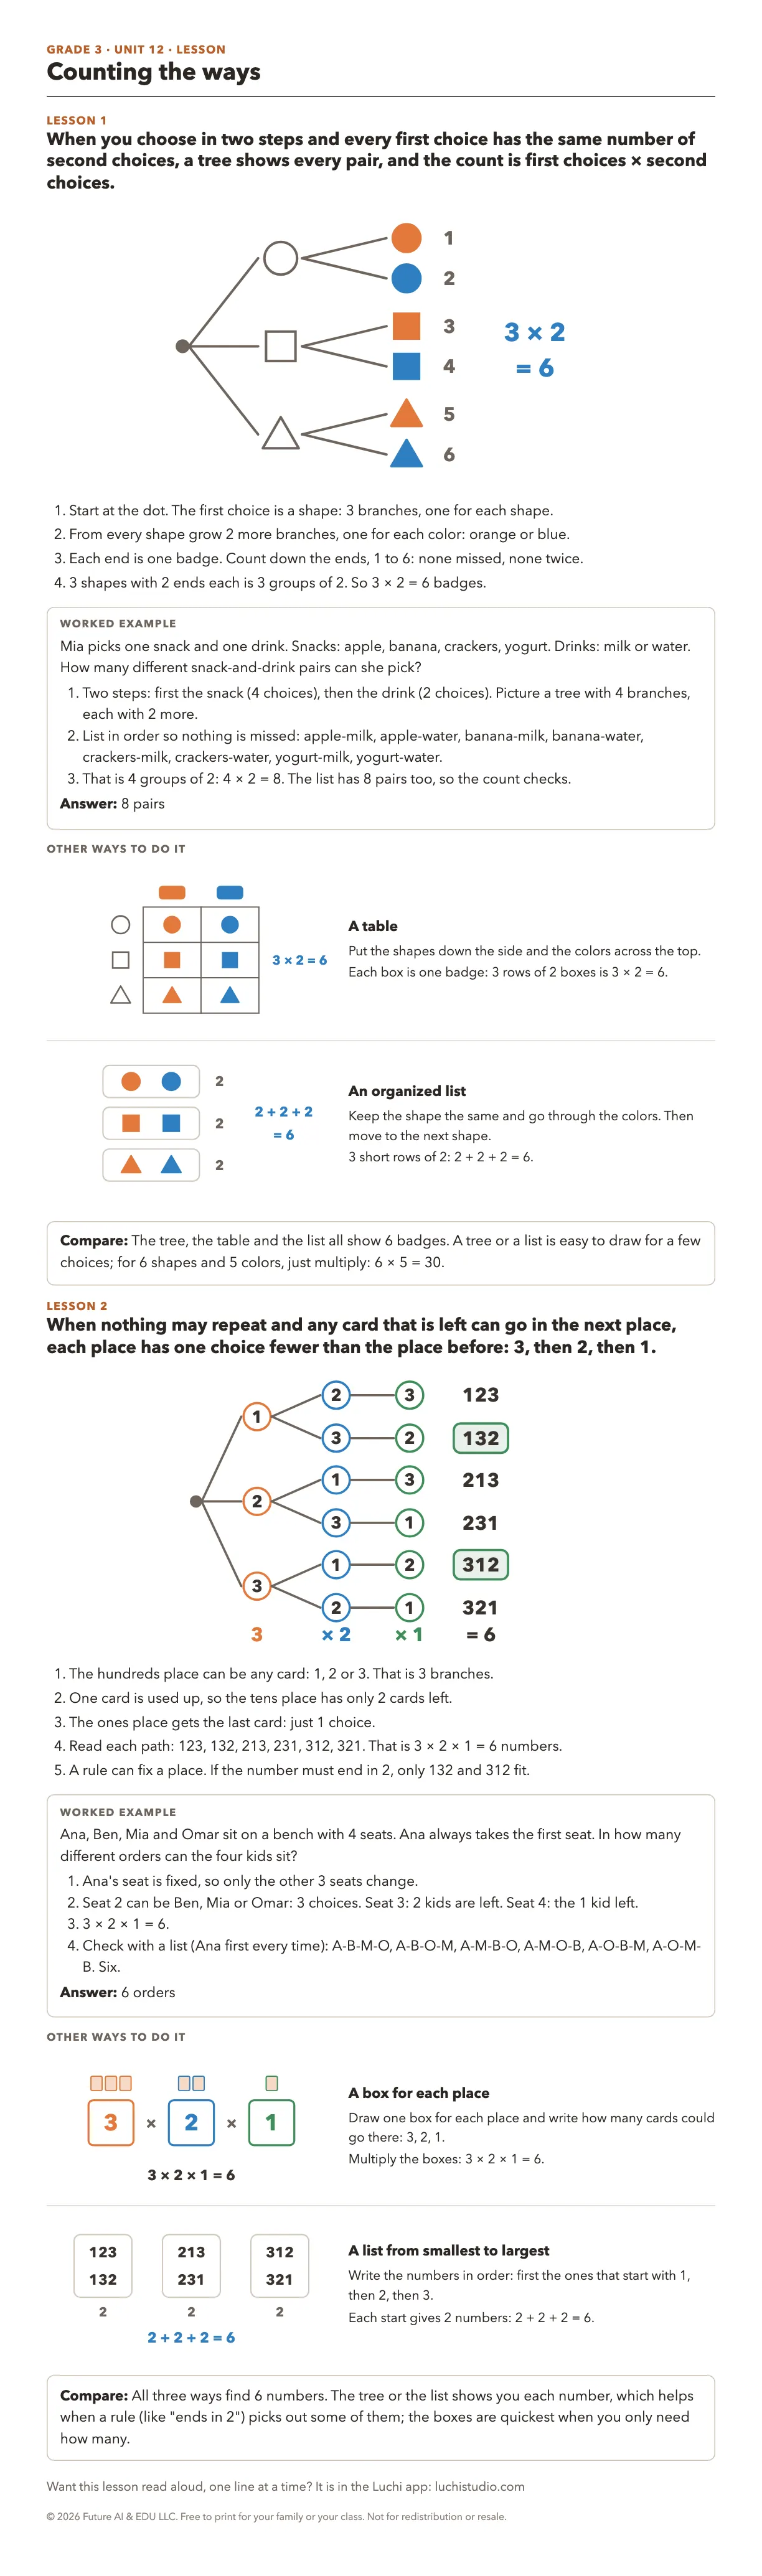 GRADE 3 · UNIT 12 · LESSON
Counting the ways
LESSON 1
When you choose in two steps and every first choice has the same number of
second choices, a tree shows every pair, and the count is first choices × second
choices.
1
2
3
4
5
6
3 × 2
= 6
1. Start at the dot. The first choice is a shape: 3 branches, one for each shape.
2. From every shape grow 2 more branches, one for each color: orange or blue.
3. Each end is one badge. Count down the ends, 1 to 6: none missed, none twice.
4. 3 shapes with 2 ends each is 3 groups of 2. So 3 × 2 = 6 badges.
WORKED EXAMPLE
Mia picks one snack and one drink. Snacks: apple, banana, crackers, yogurt. Drinks: milk or water.
How many different snack-and-drink pairs can she pick?
1. Two steps: first the snack (4 choices), then the drink (2 choices). Picture a tree with 4 branches,
each with 2 more.
2. List in order so nothing is missed: apple-milk, apple-water, banana-milk, banana-water,
crackers-milk, crackers-water, yogurt-milk, yogurt-water.
3. That is 4 groups of 2: 4 × 2 = 8. The list has 8 pairs too, so the count checks.
Answer: 8 pairs
OTHER WAYS TO DO IT
3 × 2 = 6
A table
Put the shapes down the side and the colors across the top.
Each box is one badge: 3 rows of 2 boxes is 3 × 2 = 6.
2
2
2
2 + 2 + 2
= 6
An organized list
Keep the shape the same and go through the colors. Then
move to the next shape.
3 short rows of 2: 2 + 2 + 2 = 6.
Compare: The tree, the table and the list all show 6 badges. A tree or a list is easy to draw for a few
choices; for 6 shapes and 5 colors, just multiply: 6 × 5 = 30.
LESSON 2
When nothing may repeat and any card that is left can go in the next place,
each place has one choice fewer than the place before: 3, then 2, then 1.
1 2 3 123
3 2 132
2 1 3 213
3 1 231
3 1 2 312
2 1 321
3 × 2 × 1 = 6
1. The hundreds place can be any card: 1, 2 or 3. That is 3 branches.
2. One card is used up, so the tens place has only 2 cards left.
3. The ones place gets the last card: just 1 choice.
4. Read each path: 123, 132, 213, 231, 312, 321. That is 3 × 2 × 1 = 6 numbers.
5. A rule can fix a place. If the number must end in 2, only 132 and 312 fit.
WORKED EXAMPLE
Ana, Ben, Mia and Omar sit on a bench with 4 seats. Ana always takes the first seat. In how many
different orders can the four kids sit?
1. Ana's seat is fixed, so only the other 3 seats change.
2. Seat 2 can be Ben, Mia or Omar: 3 choices. Seat 3: 2 kids are left. Seat 4: the 1 kid left.
3. 3 × 2 × 1 = 6.
4. Check with a list (Ana first every time): A-B-M-O, A-B-O-M, A-M-B-O, A-M-O-B, A-O-B-M, A-O-M-
B. Six.
Answer: 6 orders
OTHER WAYS TO DO IT
3 × 2 × 1
3 × 2 × 1 = 6
A box for each place
Draw one box for each place and write how many cards could
go there: 3, 2, 1.
Multiply the boxes: 3 × 2 × 1 = 6.
123 213 312
132 231 321
2 2 2
2 + 2 + 2 = 6
A list from smallest to largest
Write the numbers in order: first the ones that start with 1,
then 2, then 3.
Each start gives 2 numbers: 2 + 2 + 2 = 6.
Compare: All three ways find 6 numbers. The tree or the list shows you each number, which helps
when a rule (like "ends in 2") picks out some of them; the boxes are quickest when you only need
how many.
Want this lesson read aloud, one line at a time? It is in the Luchi app: luchistudio.com
© 2026 Future AI & EDU LLC. Free to print for your family or your class. Not for redistribution or resale.